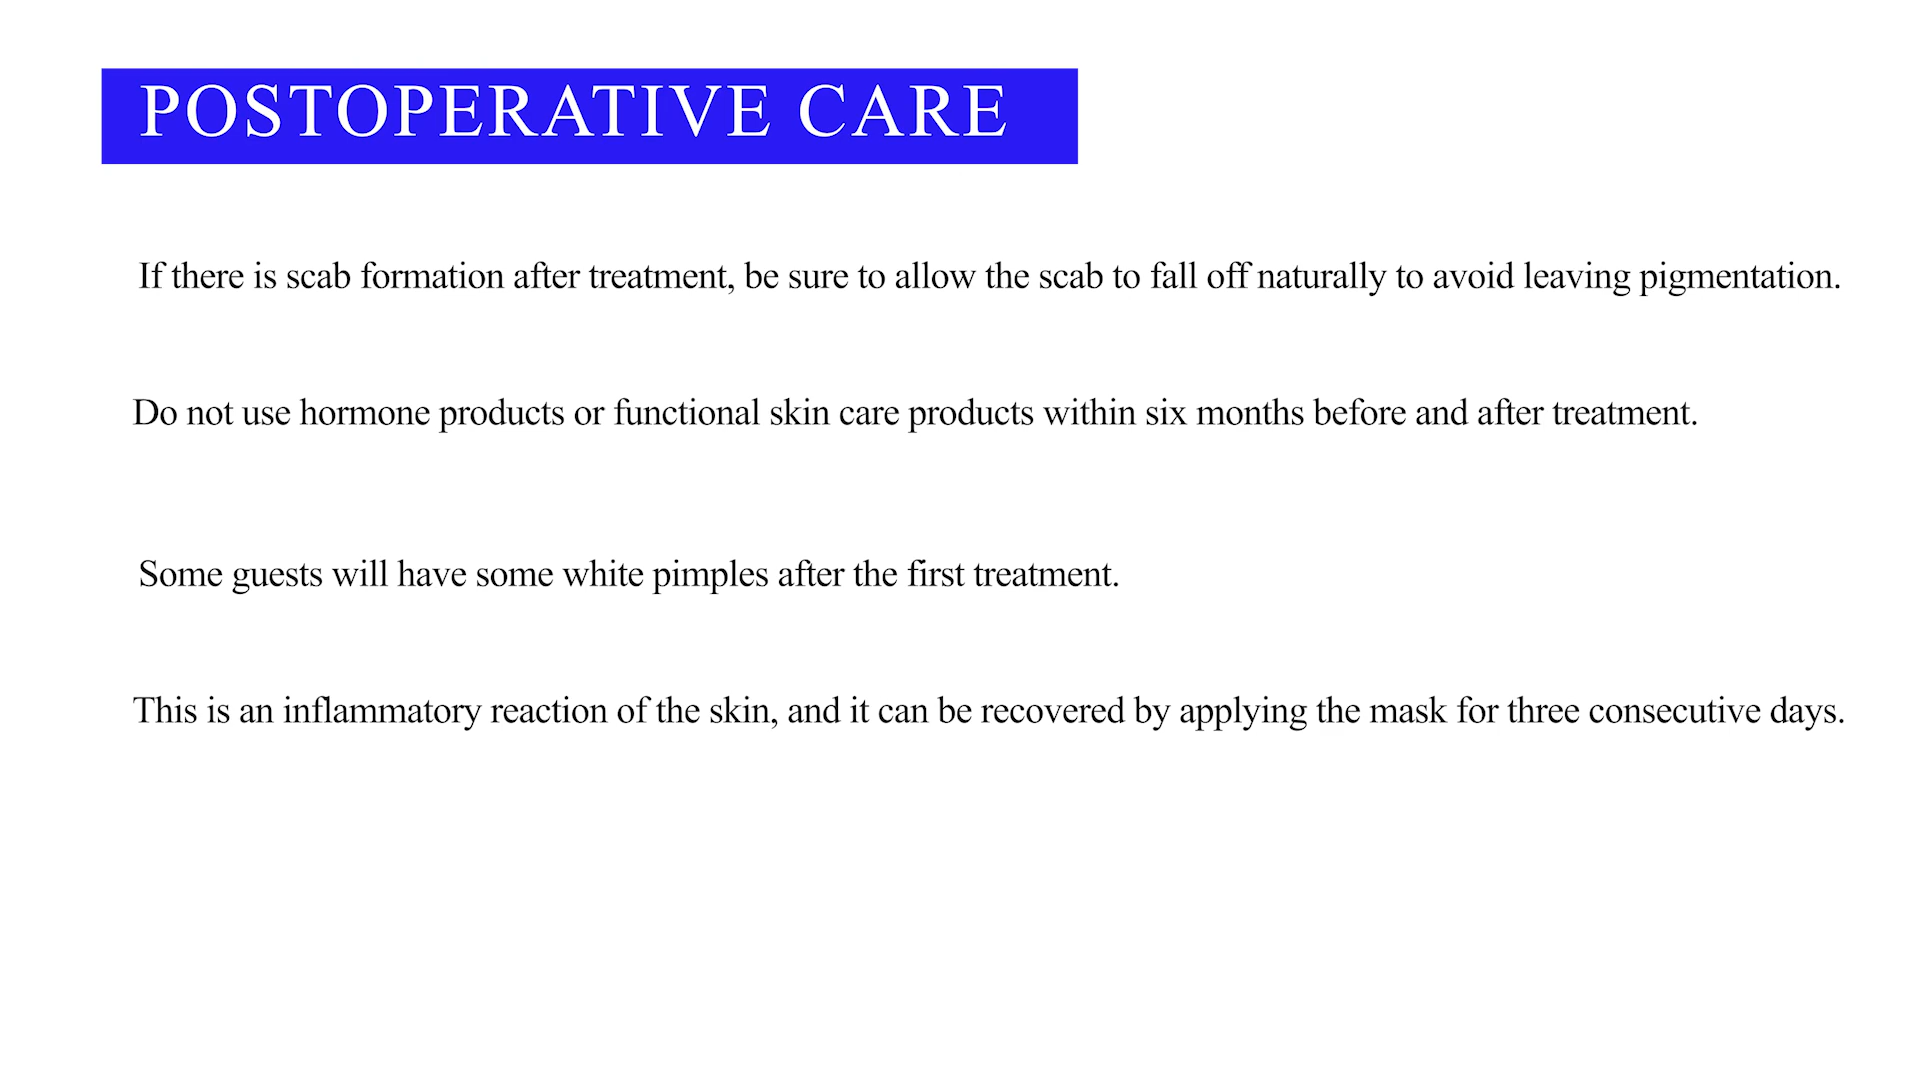 POSTOPERATIVE CARE
If there is scab formation after treatment, be sure to allow the scab to fall off naturally to avoid leaving pigmentation.
Do not use hormone products or functional skin care products within six months before and after treatment.
Some guests will have some white pimples after the first treatment.
This is an inflammatory reaction of the skin, and it can be recovered by applying the mask for three consecutive days.